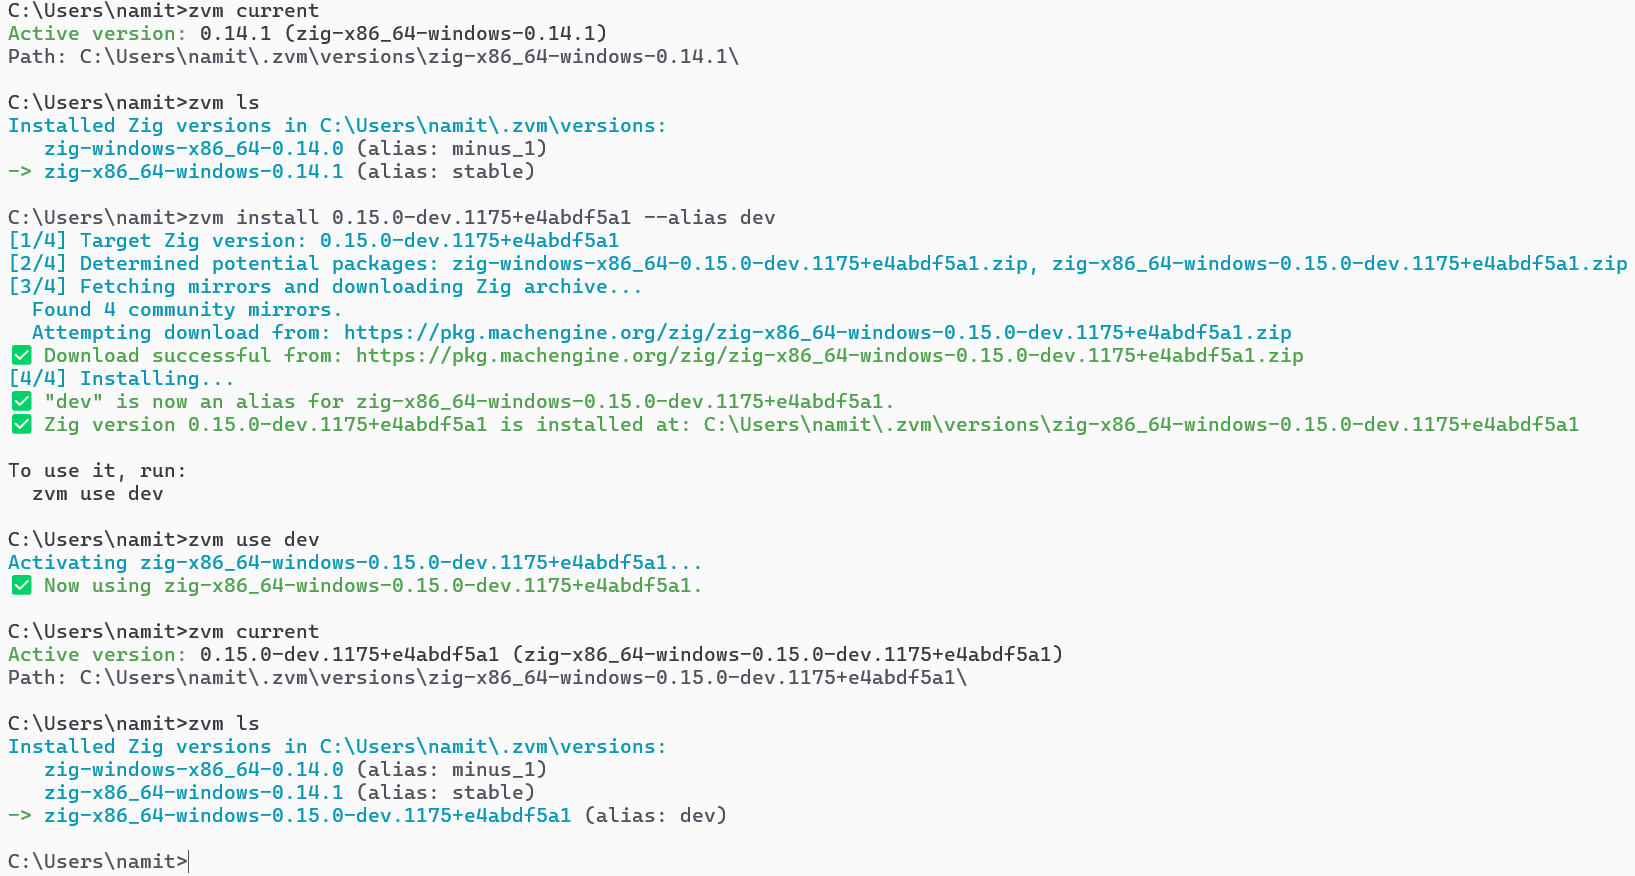 C:\Users\namit>zvm current
Active version: 0.14.1 (zig-x86_64-windows-0.14.1)
Path: C:\Users\namit\.zvm\versions\zig-x86_64-windows-0.14.1\
C:\Users\namit>zvm ls
Installed Zig versions in C:\Users\namit\.zvm\versions:
zig-windows-x86_64-0.14.0 (alias: minus_1)
-> zig-x86_64-windows-0.14.1 (alias: stable)
C:\Users\namit>zvm install 0.15.0-dev.1175+e4abdf5a1 --alias dev
[1/4] Target Zig version: 0.15.0-dev.1175+e4abdf5a1
[2/4] Determined potential packages: zig-windows-x86_64-0.15.0-dev.1175+e4abdf5a1.zip, zig-x86_64-windows-0.15.0-dev.1175+e4abdf5a1.zip
[3/4] Fetching mirrors and downloading Zig archive...
Found 4 community mirrors.
Attempting download from: https://pkg.machengine.org/zig/zig-x86_64-windows-0.15.0-dev.1175+e4abdf5a1.zip
✅ Download successful from: https://pkg.machengine.org/zig/zig-x86_64-windows-0.15.0-dev.1175+e4abdf5a1.zip
[4/4] Installing...
✅ "dev" is now an alias for zig-x86_64-windows-0.15.0-dev.1175+e4abdf5a1.
✅ Zig version 0.15.0-dev.1175+e4abdf5a1 is installed at: C:\Users\namit\.zvm\versions\zig-x86_64-windows-0.15.0-dev.1175+e4abdf5a1
To use it, run:
zvm use dev
C:\Users\namit>zvm use dev
Activating zig-x86_64-windows-0.15.0-dev.1175+e4abdf5a1...
✅ Now using zig-x86_64-windows-0.15.0-dev.1175+e4abdf5a1.
C:\Users\namit>zvm current
Active version: 0.15.0-dev.1175+e4abdf5a1 (zig-x86_64-windows-0.15.0-dev.1175+e4abdf5a1)
Path: C:\Users\namit\.zvm\versions\zig-x86_64-windows-0.15.0-dev.1175+e4abdf5a1\
C:\Users\namit>zvm ls
Installed Zig versions in C:\Users\namit\.zvm\versions:
zig-windows-x86_64-0.14.0 (alias: minus_1)
zig-x86_64-windows-0.14.1 (alias: stable)
-> zig-x86_64-windows-0.15.0-dev.1175+e4abdf5a1 (alias: dev)
C:\Users\namit>